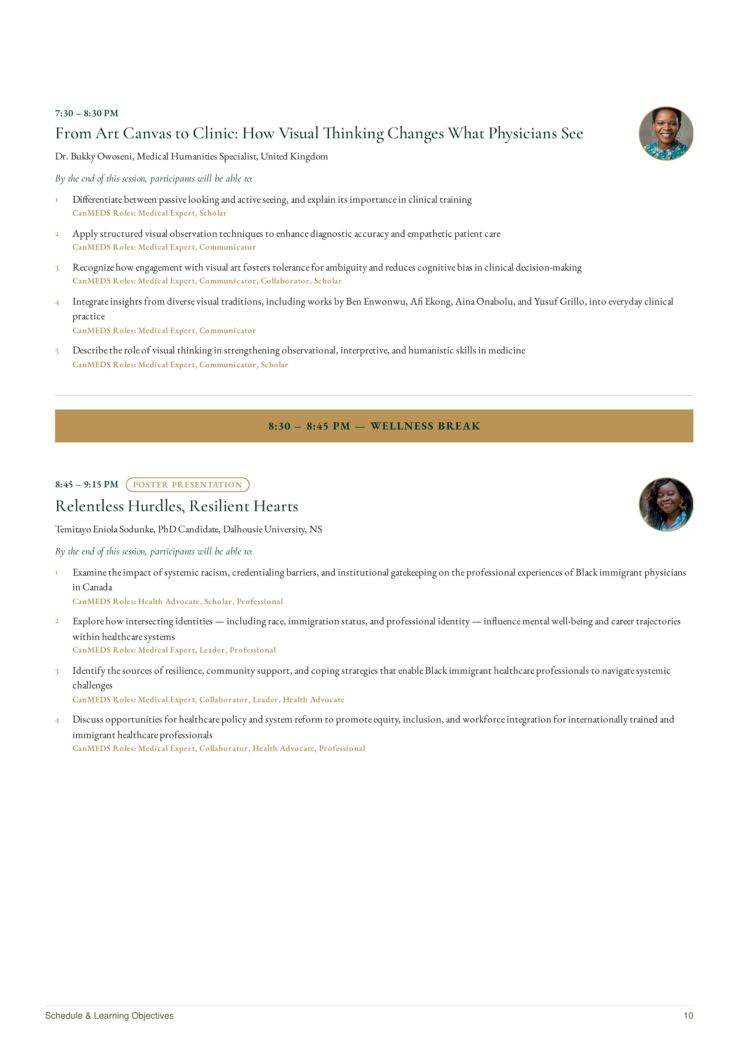 7:30 – 8:30 PM
From Art Canvas to Clinic: How Visual Thinking Changes What Physicians See
Dr. Bukky Owoseni, Medical Humanities Specialist, United Kingdom
By the end of this session, participants will be able to:
1 Differentiate between passive looking and active seeing, and explain its importance in clinical training
CanMEDS Roles: Medical Expert, Scholar
2 Apply structured visual observation techniques to enhance diagnostic accuracy and empathetic patient care
CanMEDS Roles: Medical Expert, Communicator
3 Recognize how engagement with visual art fosters tolerance for ambiguity and reduces cognitive bias in clinical decision-making
CanMEDS Roles: Medical Expert, Communicator, Collaborator, Scholar
4 Integrate insights from diverse visual traditions, including works by Ben Enwonwu, Afi Ekong, Aina Onabolu, and Yusuf Grillo, into everyday clinical
practice
CanMEDS Roles: Medical Expert, Communicator
5 Describe the role of visual thinking in strengthening observational, interpretive, and humanistic skills in medicine
CanMEDS Roles: Medical Expert, Communicator, Scholar
8:30 – 8:45 PM — WELLNESS BREAK
8:45 – 9:15 PM POSTER PRESENTATION
Relentless Hurdles, Resilient Hearts
Temitayo Eniola Sodunke, PhD Candidate, Dalhousie University, NS
By the end of this session, participants will be able to:
1 Examine the impact of systemic racism, credentialing barriers, and institutional gatekeeping on the professional experiences of Black immigrant physicians
in Canada
CanMEDS Roles: Health Advocate, Scholar, Professional
2 Explore how intersecting identities — including race, immigration status, and professional identity — influence mental well-being and career trajectories
within healthcare systems
CanMEDS Roles: Medical Expert, Leader, Professional
3 Identify the sources of resilience, community support, and coping strategies that enable Black immigrant healthcare professionals to navigate systemic
challenges
CanMEDS Roles: Medical Expert, Collaborator, Leader, Health Advocate
4 Discuss opportunities for healthcare policy and system reform to promote equity, inclusion, and workforce integration for internationally trained and
immigrant healthcare professionals
CanMEDS Roles: Medical Expert, Collaborator, Health Advocate, Professional
Schedule & Learning Objectives 10